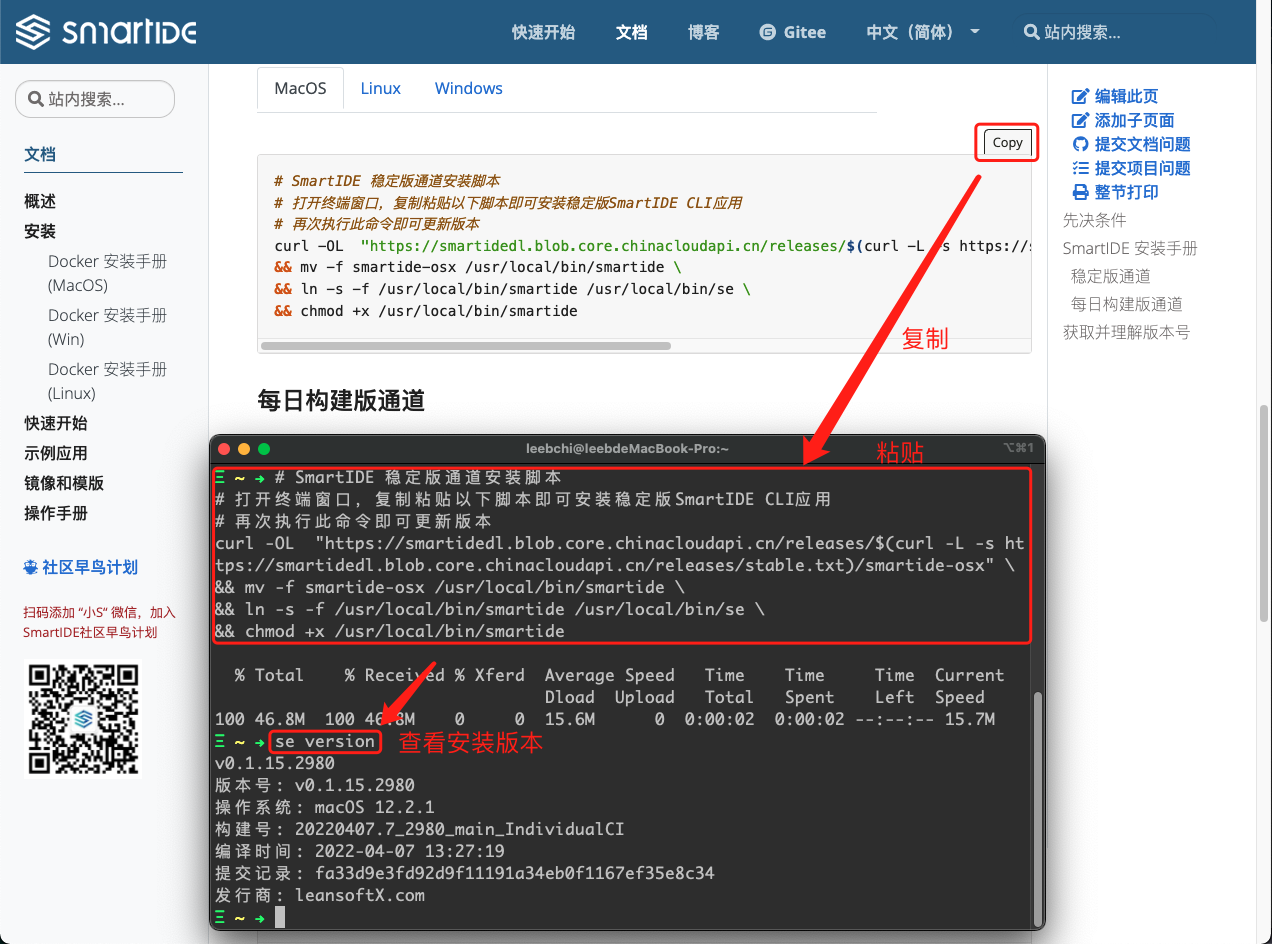 SmartIDE
快速开始
文档
博客
Gitee
中文（简体）
站内搜索...
站内搜索...
文档
概述
安装
Docker 安装手册
(MacOS)
Docker 安装手册
(Win)
Docker 安装手册
(Linux)
快速开始
示例应用
镜像和模版
操作手册
社区早鸟计划
扫码添加 “小S” 微信，加入
SmartIDE社区早鸟计划
MacOS
Linux
Windows
Copy
# SmartIDE 稳定版通道安装脚本
# 打开终端窗口，复制粘贴以下脚本即可安装稳定版SmartIDE CLI应用
# 再次执行此命令即可更新版本
curl -OL  "https://smartidedl.blob.core.chinacloudapi.cn/releases/$(curl -L -s https://
&& mv -f smartide-osx /usr/local/bin/smartide \
&& ln -s -f /usr/local/bin/smartide /usr/local/bin/se \
&& chmod +x /usr/local/bin/smartide
复制
每日构建版通道
编辑此页
添加子页面
提交文档问题
提交项目问题
整节打印
先决条件
SmartIDE 安装手册
稳定版通道
每日构建版通道
获取并理解版本号
leebchi@leebdeMacBook-Pro:~
⌥⌘1
粘贴
~ → # SmartIDE 稳定版通道安装脚本
# 打开终端窗口，复制粘贴以下脚本即可安装稳定版SmartIDE CLI应用
# 再次执行此命令即可更新版本
curl -OL  "https://smartidedl.blob.core.chinacloudapi.cn/releases/$(curl -L -s ht
tps://smartidedl.blob.core.chinacloudapi.cn/releases/stable.txt)/smartide-osx" \
&& mv -f smartide-osx /usr/local/bin/smartide \
&& ln -s -f /usr/local/bin/smartide /usr/local/bin/se \
&& chmod +x /usr/local/bin/smartide
% Total    % Received % Xferd  Average Speed   Time    Time     Time  Current
Dload  Upload   Total   Spent    Left  Speed
100 46.8M  100 46.8M    0     0  15.6M      0  0:00:02  0:00:02 --:--:-- 15.7M
~ → se version
查看安装版本
v0.1.15.2980
版本号: v0.1.15.2980
操作系统: macOS 12.2.1
构建号: 20220407.7_2980_main_IndividualCI
编译时间: 2022-04-07 13:27:19
提交记录: fa33d9e3fd92d9f11191a34eb0f1167ef35e8c34
发行商: leansoftX.com
~ →